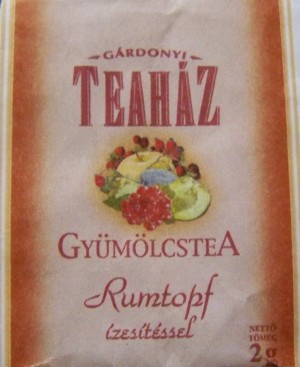 GÁRDONYI
TEAHÁZ
GYÜMÖLCSTEA
Rumtopf
ízesítéssel
NETTÓ
TÖMEG
2 g